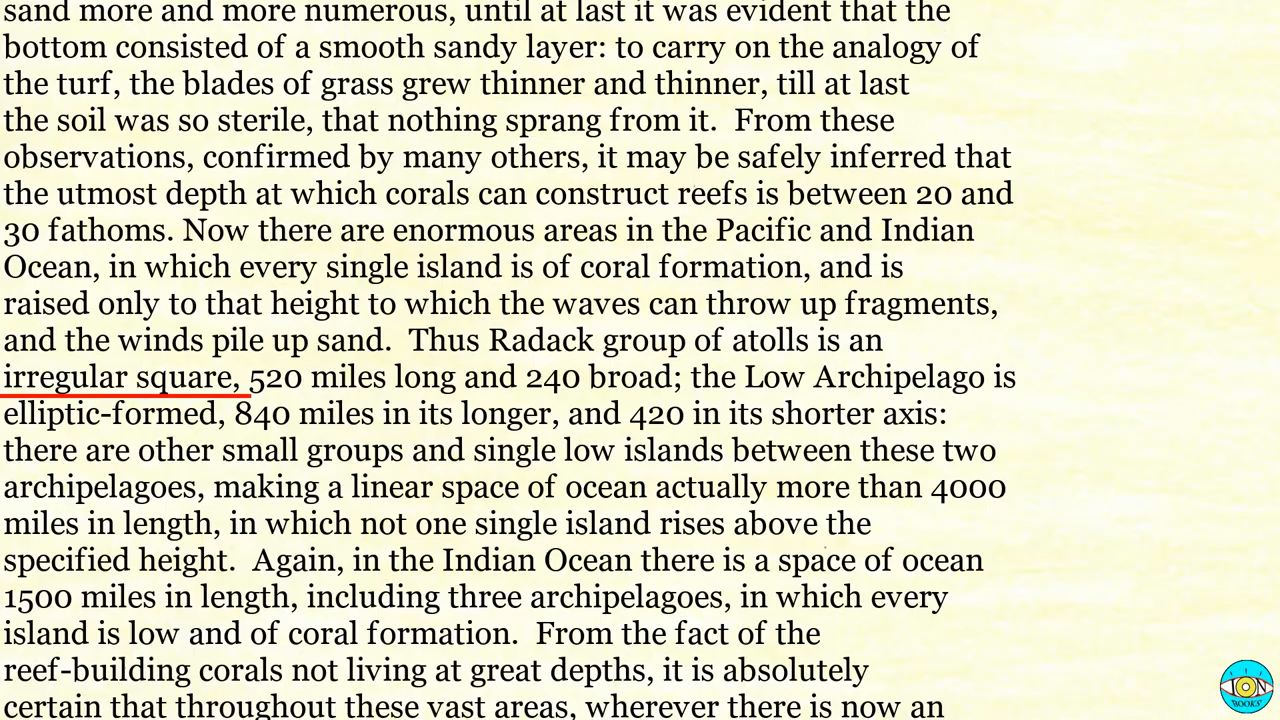 sand more and more numerous, until at last it was evident that the
bottom consisted of a smooth sandy layer: to carry on the analogy of
the turf, the blades of grass grew thinner and thinner, till at last
the soil was so sterile, that nothing sprang from it.  From these
observations, confirmed by many others, it may be safely inferred that
the utmost depth at which corals can construct reefs is between 20 and
30 fathoms. Now there are enormous areas in the Pacific and Indian
Ocean, in which every single island is of coral formation, and is
raised only to that height to which the waves can throw up fragments,
and the winds pile up sand.  Thus Radack group of atolls is an
irregular square, 520 miles long and 240 broad; the Low Archipelago is
elliptic-formed, 840 miles in its longer, and 420 in its shorter axis:
there are other small groups and single low islands between these two
archipelagoes, making a linear space of ocean actually more than 4000
miles in length, in which not one single island rises above the
specified height.  Again, in the Indian Ocean there is a space of ocean
1500 miles in length, including three archipelagoes, in which every
island is low and of coral formation.  From the fact of the
reef-building corals not living at great depths, it is absolutely
certain that throughout these vast areas, wherever there is now an
ION
BOOKS